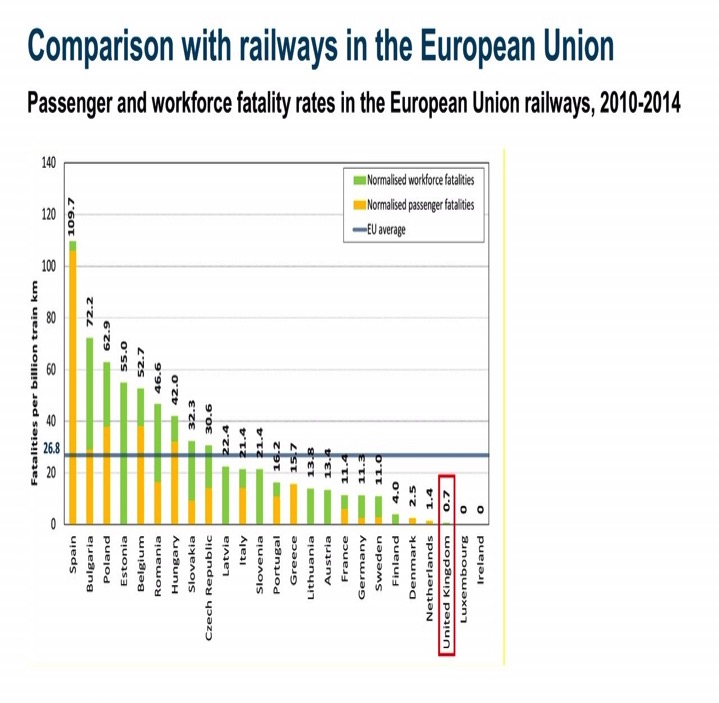 Comparison with railways in the European Union
Passenger and workforce fatality rates in the European Union railways, 2010-2014
Fatalities per billion train km
140
120
100
80
60
40
26.8
20
0
Normalised workforce fatalities
Normalised passenger fatalities
EU average
109.7
72.2
62.9
55.0
52.7
46.6
42.0
32.3
30.6
22.4
21.4
21.4
16.2
15.7
13.8
13.4
11.4
11.3
11.0
4.0
2.5
1.4
0.7
0
0
Spain
Bulgaria
Poland
Estonia
Belgium
Romania
Hungary
Slovakia
Czech Republic
Latvia
Italy
Slovenia
Portugal
Greece
Lithuania
Austria
France
Germany
Sweden
Finland
Denmark
Netherlands
United Kingdom
Luxembourg
Ireland